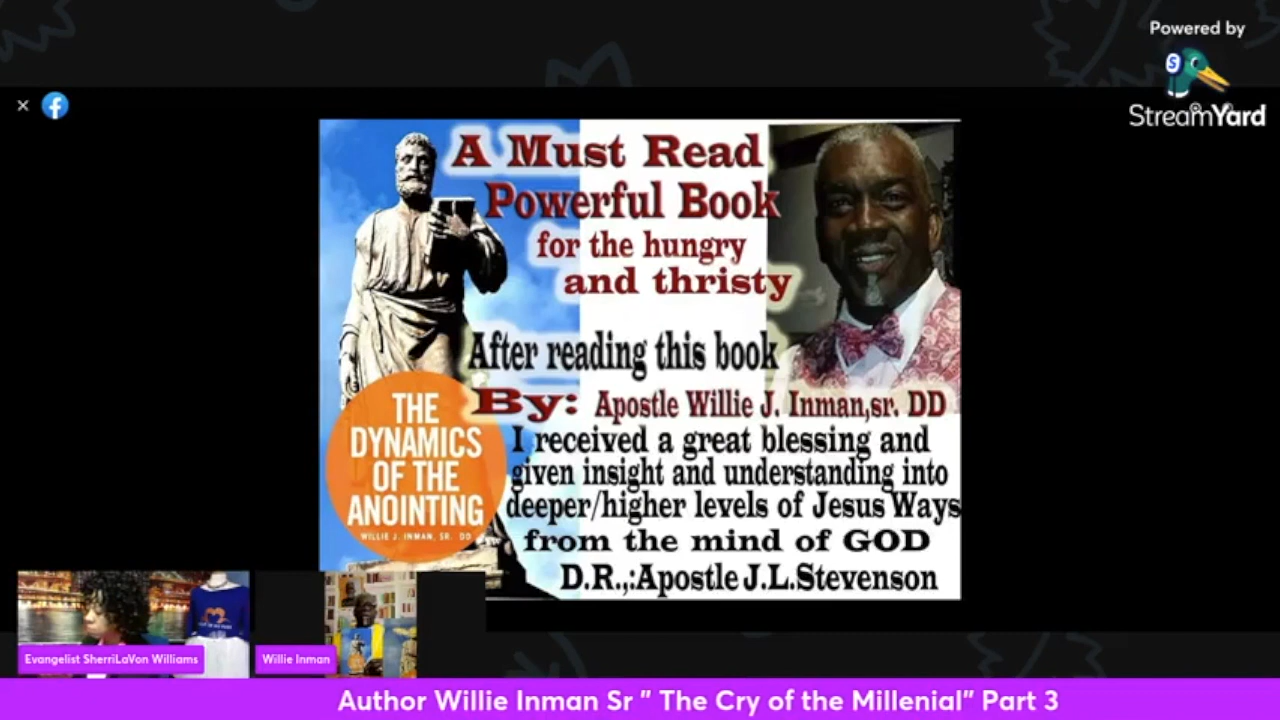 Powered by
StreamYard
A Must Read
Powerful Book
for the hungry
and thristy
After reading this book
By: Apostle Willie J. Inman,sr. DD
I received a great blessing and
given insight and understanding into
deeper/higher levels of Jesus Ways
from the mind of GOD
D.R.,:Apostle J.L.Stevenson
THE
DYNAMICS
OF THE
ANOINTING
WILLIE J. INMAN, SR. DD
Evangelist SherriLaVon Williams
Willie Inman
Author Willie Inman Sr " The Cry of the Millenial" Part 3